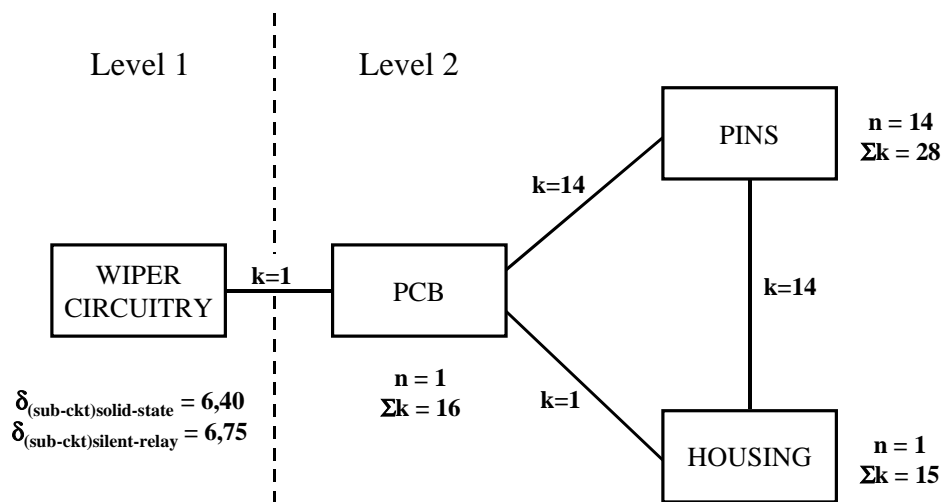 Level 1
Level 2
PINS
n = 14
Σk = 28
k=14
WIPER
CIRCUITRY
k=1
PCB
k=14
n = 1
Σk = 16
k=1
δ(sub-ckt)solid-state = 6,40
δ(sub-ckt)silent-relay = 6,75
HOUSING
n = 1
Σk = 15